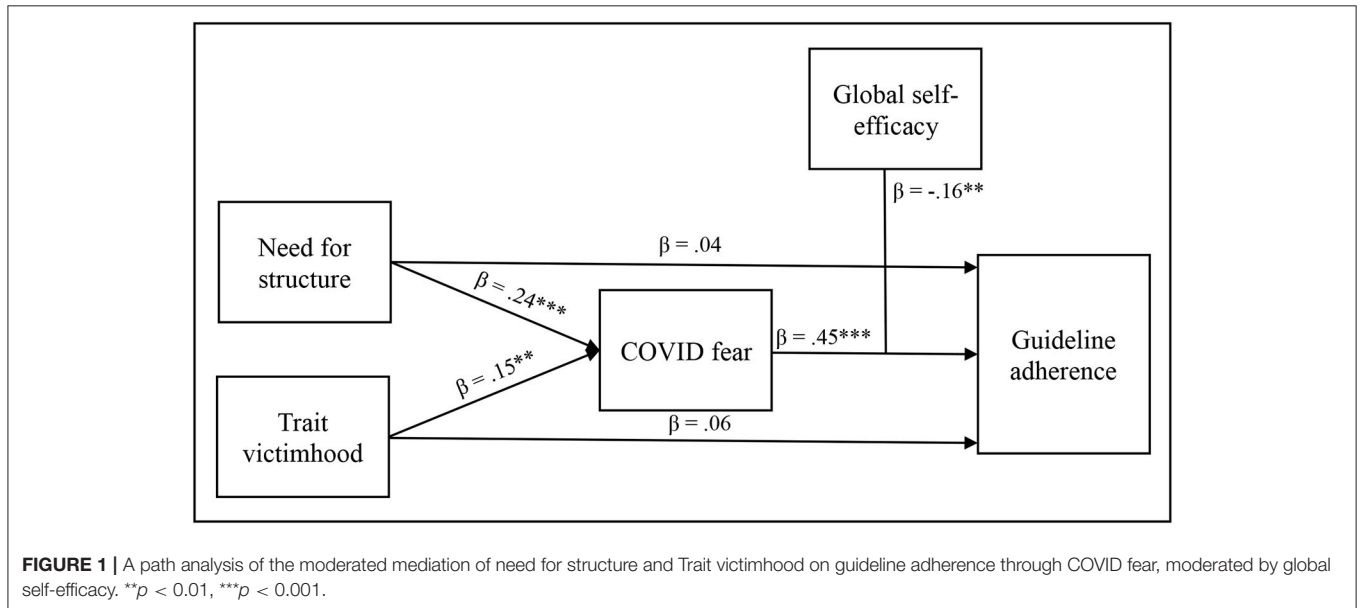 Global self-
efficacy
β = -.16**
Need for
structure
β = .04
β = .24***
COVID fear
β = .45***
Guideline
adherence
β = .15**
Trait
victimhood
β = .06
FIGURE 1 | A path analysis of the moderated mediation of need for structure and Trait victimhood on guideline adherence through COVID fear, moderated by global
self-efficacy. **p < 0.01, ***p < 0.001.